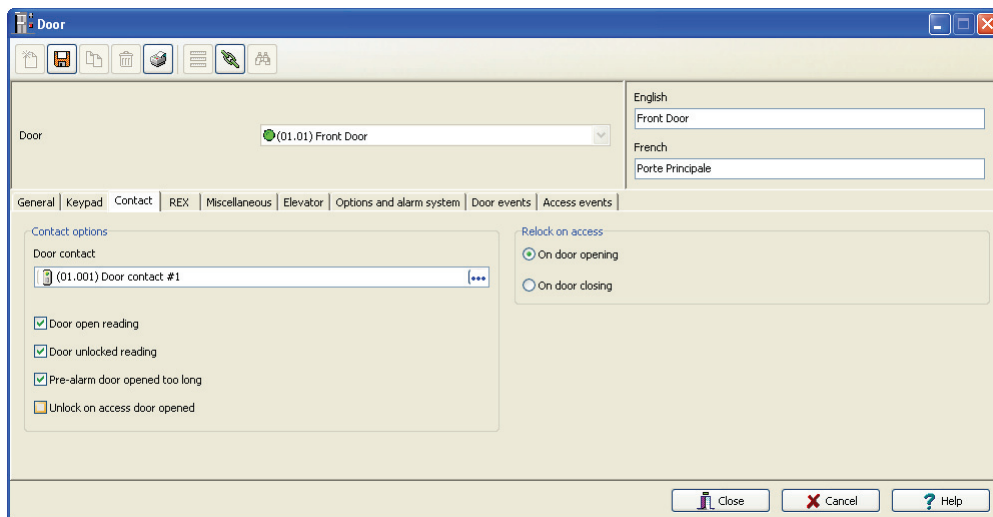 Door
English
Front Door
Door
(01.01) Front Door
French
Porte Principale
General Keypad Contact REX Miscellaneous Elevator Options and alarm system Door events Access events
Contact options
Door contact
(01.001) Door contact #1
Door open reading
Door unlocked reading
Pre-alarm door opened too long
Unlock on access door opened
Relock on access
On door opening
On door closing
Close
Cancel
? Help